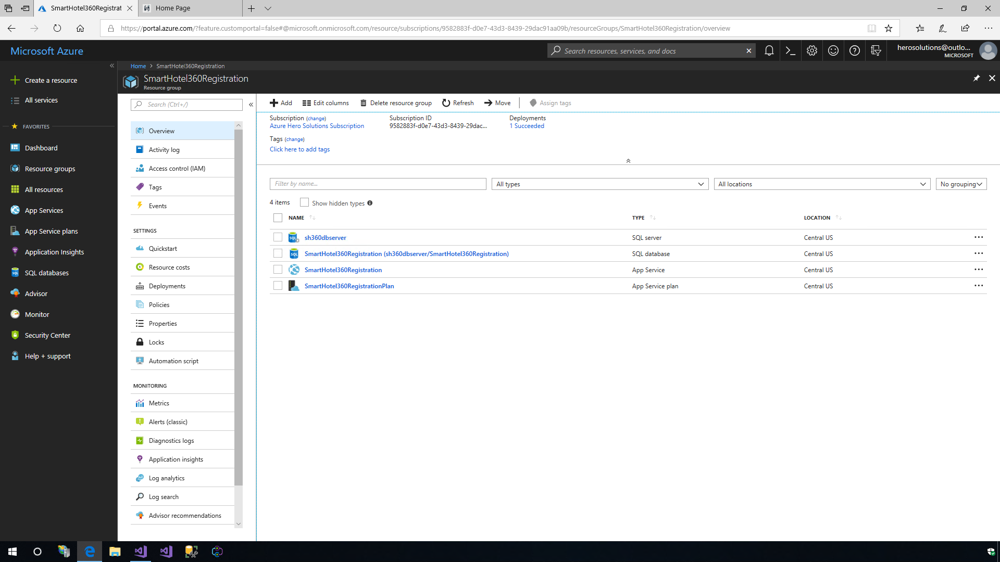 SmartHotel360Registrat
Home Page
https://portal.azure.com/?feature.customportal=false#@microsoft.onmicrosoft.com/resource/subscriptions/9582883f-d0e7-43d3-8439-29dac91aa09b/resourceGroups/SmartHotel360Registration/overview
Microsoft Azure
Search resources, services, and docs
herosolutions@outlo...
MICROSOFT
Create a resource
All services
FAVORITES
Dashboard
Resource groups
All resources
App Services
App Service plans
Application Insights
SQL databases
Advisor
Monitor
Security Center
Help + support
Home > SmartHotel360Registration
SmartHotel360Registration
Resource group
Search (Ctrl+/)
Overview
Activity log
Access control (IAM)
Tags
Events
SETTINGS
Quickstart
Resource costs
Deployments
Policies
Properties
Locks
Automation script
MONITORING
Metrics
Alerts (classic)
Diagnostics logs
Application insights
Log analytics
Log search
Advisor recommendations
Add Edit columns Delete resource group Refresh Move Assign tags
Subscription (change) Subscription ID Deployments
Azure Hero Solutions Subscription 9582883f-d0e7-43d3-8439-29dac... 1 Succeeded
Tags (change)
Click here to add tags
Filter by name... All types All locations No grouping
4 items Show hidden types
NAME TYPE LOCATION
sh360dbserver SQL server Central US
SmartHotel360Registration (sh360dbserver/SmartHotel360Registration) SQL database Central US
SmartHotel360Registration App Service Central US
SmartHotel360RegistrationPlan App Service plan Central US